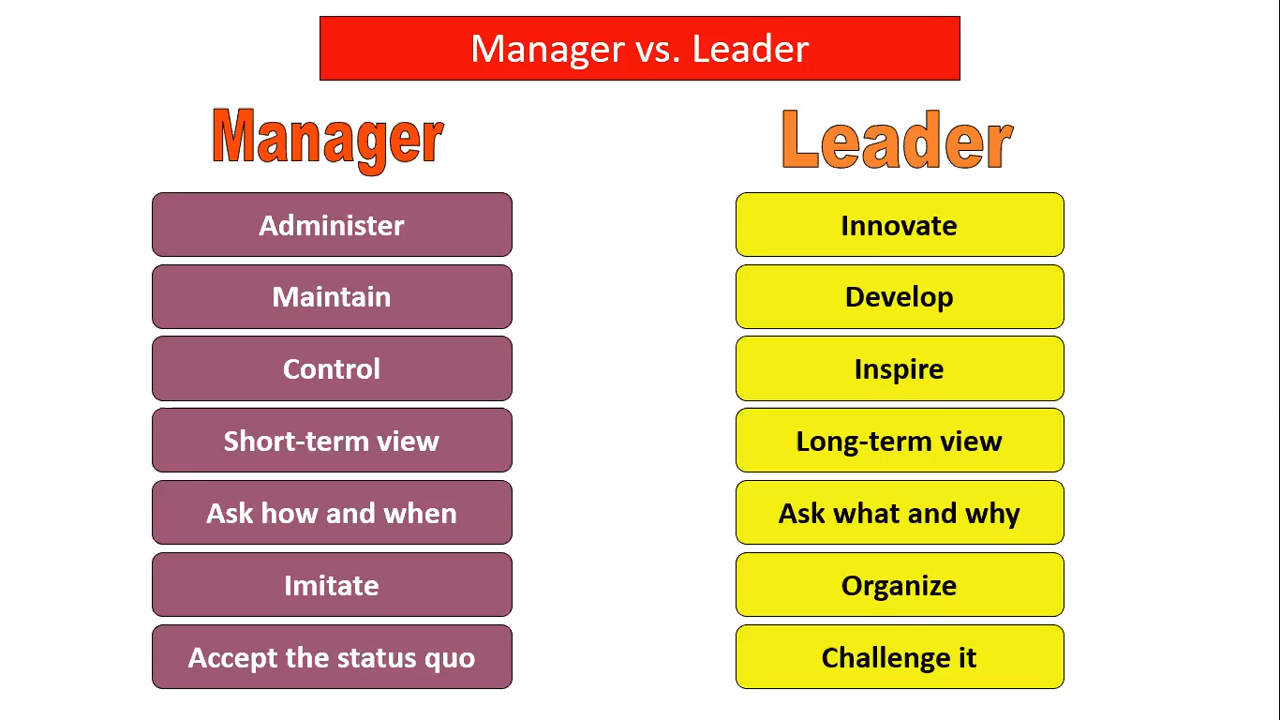 Manager vs. Leader
Manager
Leader
Administer
Innovate
Maintain
Develop
Control
Inspire
Short-term view
Long-term view
Ask how and when
Ask what and why
Imitate
Organize
Accept the status quo
Challenge it